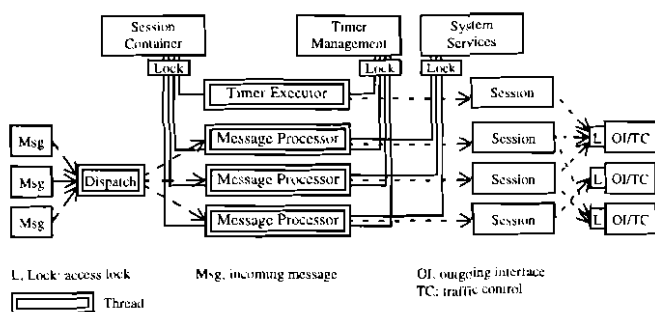 Session Container
Timer Management
System Services
Lock
Lock
Lock
Timer Executor
Session
Message Processor
Session
Msg
L
OI/TC
Msg
Dispatch
Message Processor
Session
L
OI/TC
Msg
Message Processor
Session
L
OI/TC
L, Lock: access lock
Msg, incoming message
OI, outgoing interface
TC: traffic control
Thread